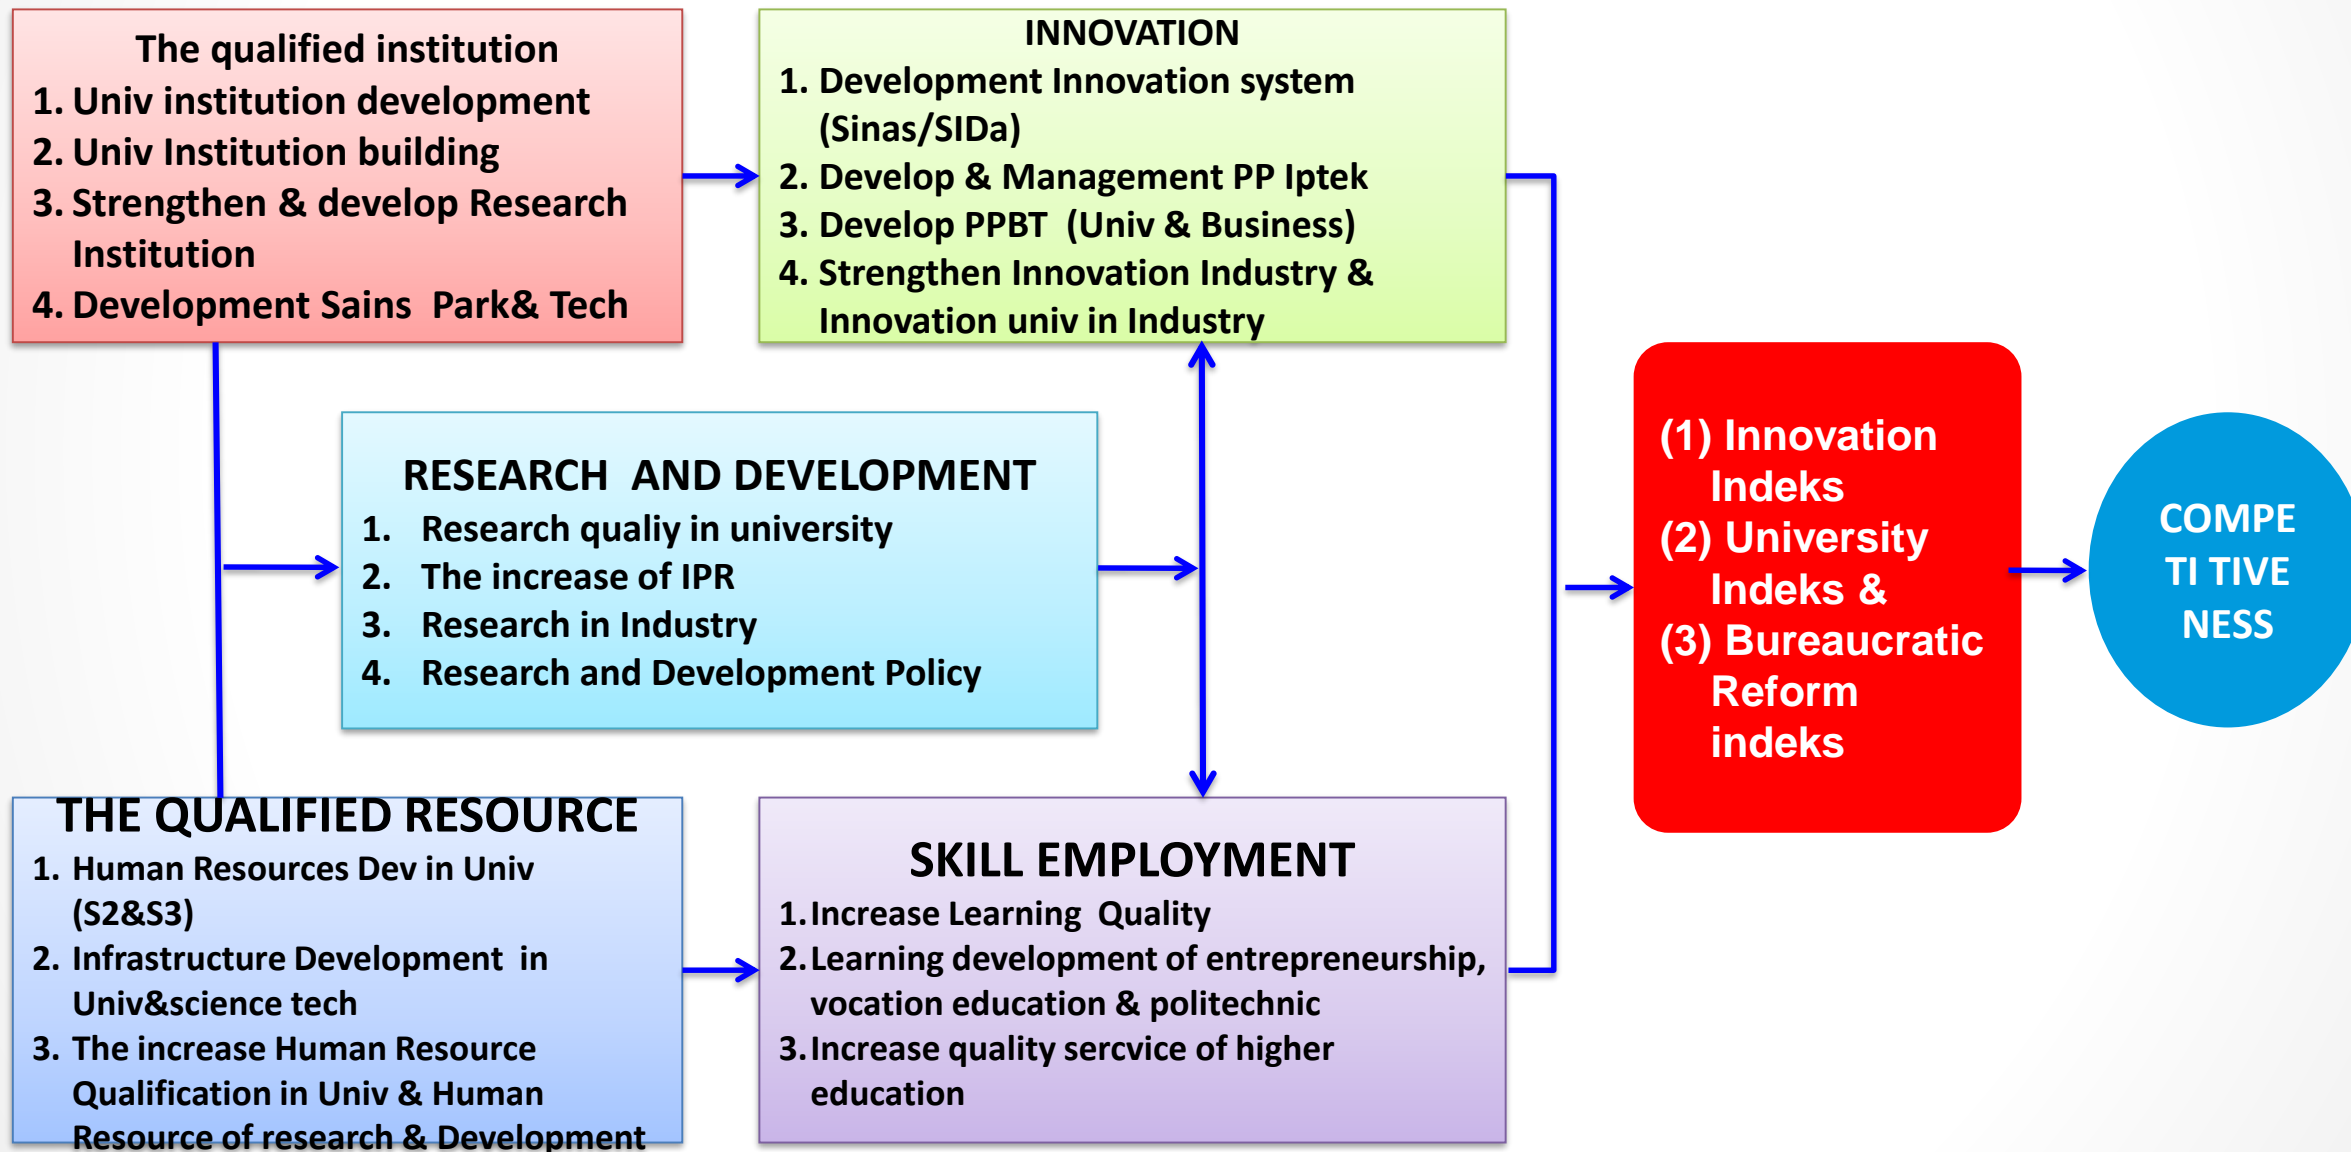 The qualified institution
1. Univ institution development
2. Univ Institution building
3. Strengthen & develop Research
Institution
4. Development Sains Park& Tech
INNOVATION
1. Development Innovation system
(Sinas/SIDa)
2. Develop & Management PP Iptek
3. Develop PPBT (Univ & Business)
4. Strengthen Innovation Industry &
Innovation univ in Industry
RESEARCH AND DEVELOPMENT
1. Research qualiy in university
2. The increase of IPR
3. Research in Industry
4. Research and Development Policy
THE QUALIFIED RESOURCE
1. Human Resources Dev in Univ
(S2&S3)
2. Infrastructure Development in
Univ&science tech
3. The increase Human Resource
Qualification in Univ & Human
Resource of research & Development
SKILL EMPLOYMENT
1. Increase Learning Quality
2. Learning development of entrepreneurship,
vocation education & politechnic
3. Increase quality sercvice of higher
education
(1) Innovation
Indeks
(2) University
Indeks &
(3) Bureaucratic
Reform
indeks
COMPE
TI TIVE
NESS